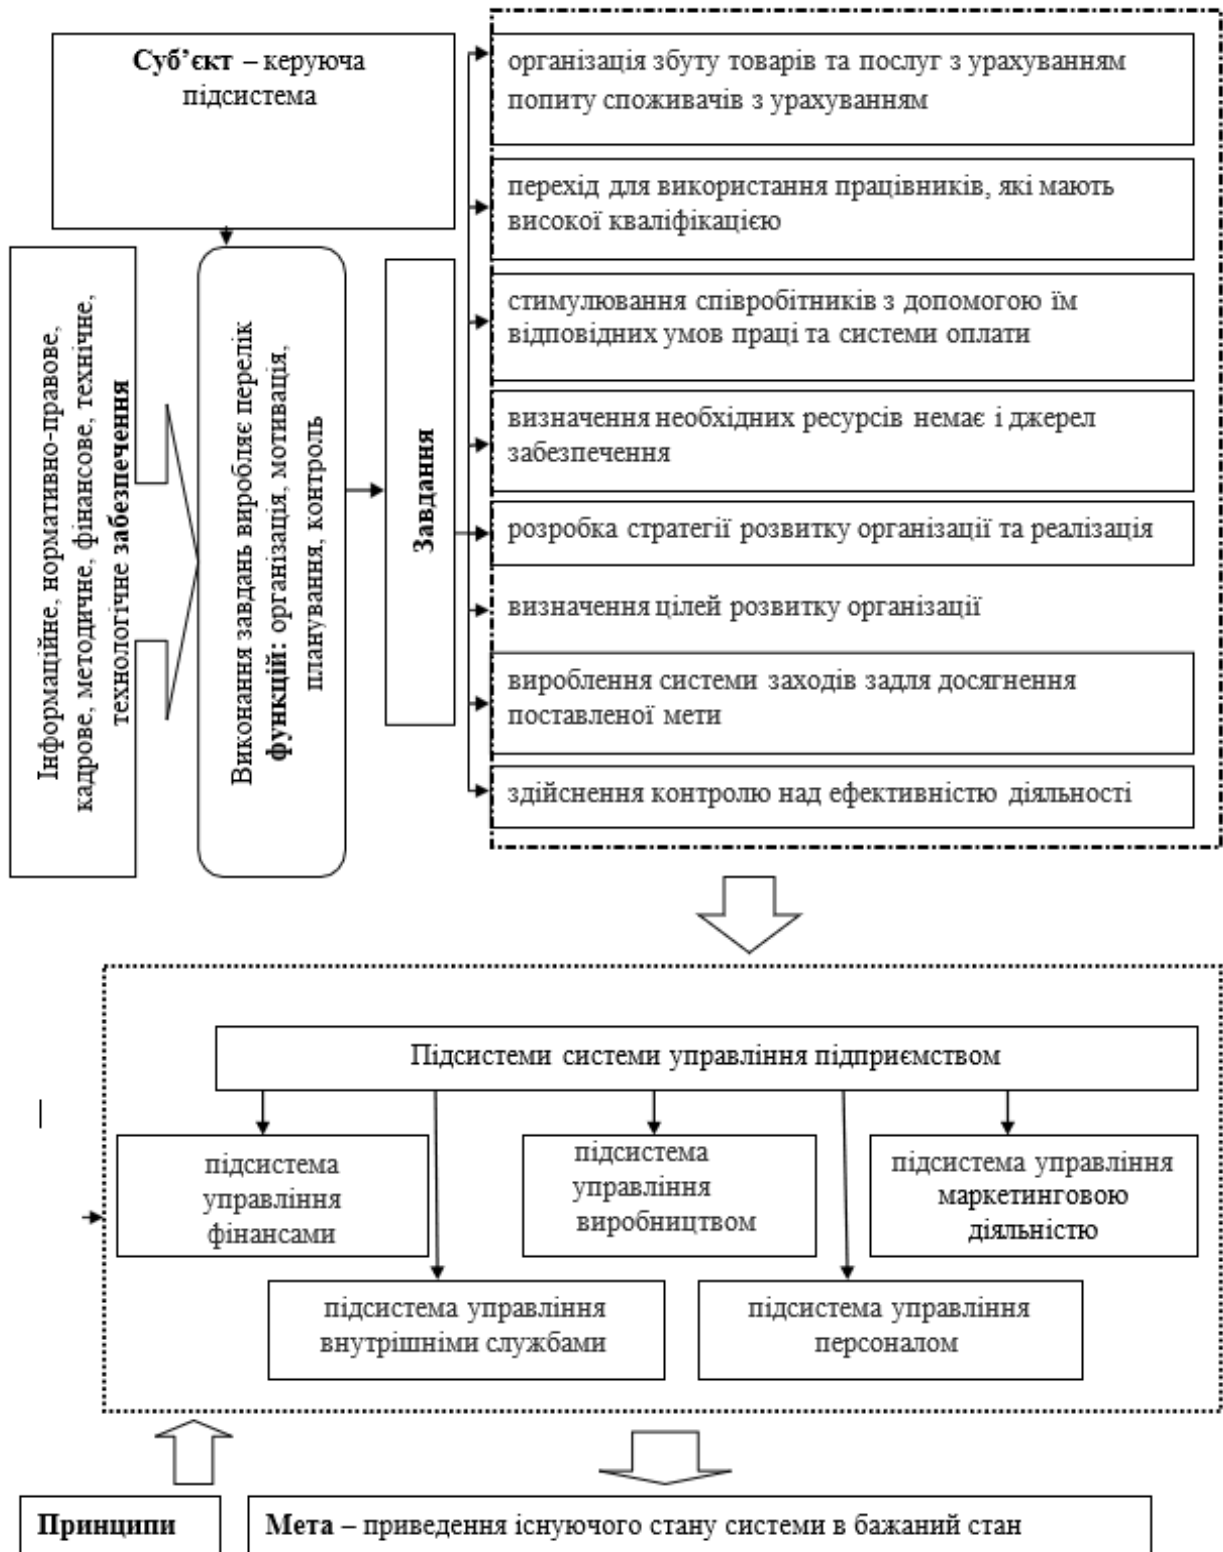 Суб’єкт – керуюча
підсистема
організація збуту товарів та послуг з урахуванням
попиту споживачів з урахуванням
перехід для використання працівників, які мають
високої кваліфікацією
стимулювання співробітників з допомогою їм
відповідних умов праці та системи оплати
визначення необхідних ресурсів немає і джерел
забезпечення
розробка стратегії розвитку організації та реалізація
визначення цілей розвитку організації
вироблення системи заходів задля досягнення
поставленої мети
здійснення контролю над ефективністю діяльності
Інформаційне, нормативно-правове,
кадрове, методичне, фінансове, технічне,
технологічне забезпечення
Виконання завдань виробляє перелік
функцій: організація, мотивація,
планування, контроль
Завдання
Підсистеми системи управління підприємством
підсистема
управління
фінансами
підсистема
управління
виробництвом
підсистема управління
маркетинговою
діяльністю
підсистема управління
внутрішніми службами
підсистема управління
персоналом
Принципи
Мета – приведення існуючого стану системи в бажаний стан